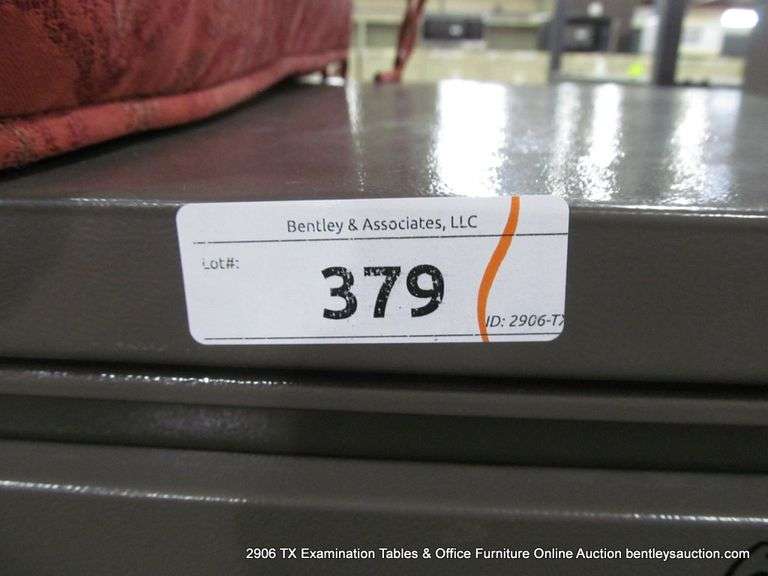 Bentley & Associates, LLC
Lot#:
379
ID: 2906-TX
2906 TX Examination Tables & Office Furniture Online Auction bentleysauction.com